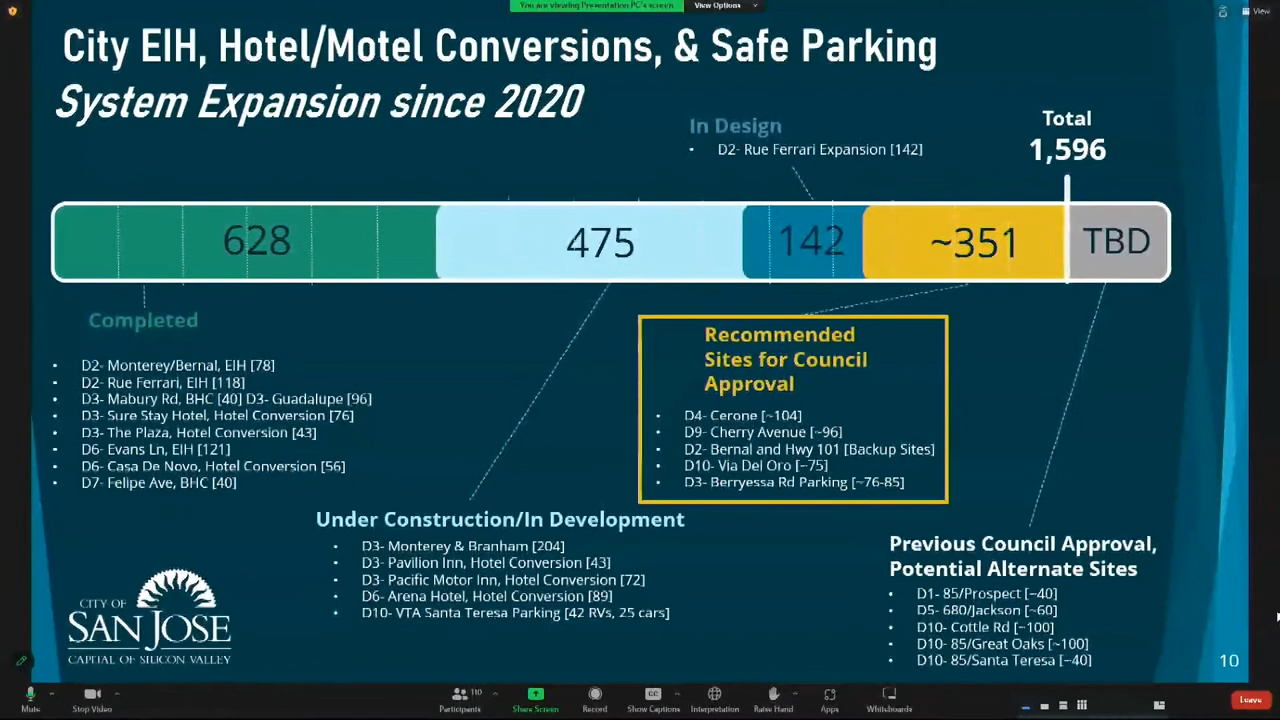 You are viewing Presentation PC's screen
View Options
View
City EIH, Hotel/Motel Conversions, & Safe Parking
System Expansion since 2020
In Design
• D2- Rue Ferrari Expansion [142]
Total
1,596
628
475
142
~351
TBD
Completed
• D2- Monterey/Bernal, EIH [78]
• D2- Rue Ferrari, EIH [118]
• D3- Mabury Rd, BHC [40] D3- Guadalupe [96]
• D3- Sure Stay Hotel, Hotel Conversion [76]
• D3- The Plaza, Hotel Conversion [43]
• D6- Evans Ln, EIH [121]
• D6- Casa De Novo, Hotel Conversion [56]
• D7- Felipe Ave, BHC [40]
Recommended
Sites for Council
Approval
• D4- Cerone [~104]
• D9- Cherry Avenue [~96]
• D2- Bernal and Hwy 101 [Backup Sites]
• D10- Via Del Oro [~75]
• D3- Berryessa Rd Parking [~76-85]
Under Construction/In Development
• D3- Monterey & Branham [204]
• D3- Pavilion Inn, Hotel Conversion [43]
• D3- Pacific Motor Inn, Hotel Conversion [72]
• D6- Arena Hotel, Hotel Conversion [89]
• D10- VTA Santa Teresa Parking [42 RVs, 25 cars]
Previous Council Approval,
Potential Alternate Sites
• D1- 85/Prospect [~40]
• D5- 680/Jackson [~60]
• D10- Cottle Rd [~100]
• D10- 85/Great Oaks [~100]
• D10- 85/Santa Teresa [~40]
CITY OF
SAN JOSE
CAPITAL OF SILICON VALLEY
10
Mute
Stop Video
110
Participants
Share Screen
Record
Show Captions
Interpretation
Raise Hand
Apps
Whiteboards
Leave